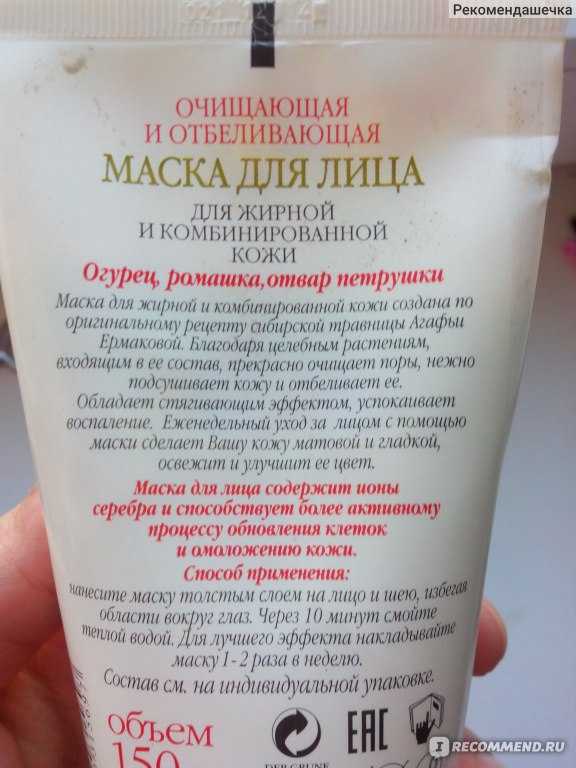 Рекомендашечка
ОЧИЩАЮЩАЯ
И ОТБЕЛИВАЮЩАЯ
МАСКА ДЛЯ ЛИЦА
ДЛЯ ЖИРНОЙ
И КОМБИНИРОВАННОЙ
КОЖИ
Огурец, ромашка,отвар петрушки
Маска для жирной и комбинированной кожи создана по
оригинальному рецепту сибирской травницы Агафьи
Ермаковой. Благодаря целебным растениям,
входящим в ее состав, прекрасно очищает поры, нежно
подсушивает кожу и отбеливает ее.
Обладает стягивающим эффектом, успокаивает
воспаление. Еженедельный уход за лицом с помощью
маски сделает Вашу кожу матовой и гладкой,
освежит и улучшит ее цвет.
Маска для лица содержит ионы
серебра и способствует более активному
процессу обновления клеток
и омоложению кожи.
Способ применения:
нанесите маску толстым слоем на лицо и шею, избегая
области вокруг глаз. Через 10 минут смойте
теплой водой. Для лучшего эффекта накладывайте
маску 1-2 раза в неделю.
Состав см. на индивидуальной упаковке.
объем
150
EAC
DER GRÜNE
IRECOMMEND.RU